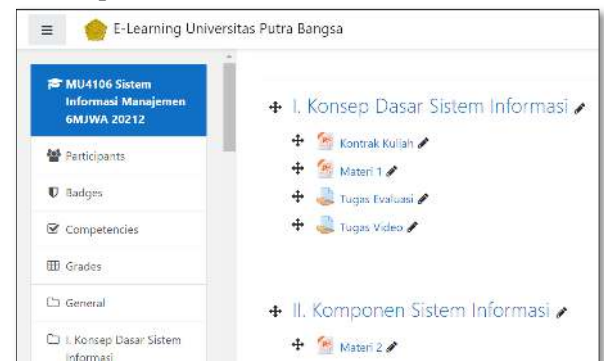 E-Learning Universitas Putra Bangsa
MU4106 Sistem
Informasi Manajemen
6MJWA 20212
Participants
Badges
Competencies
Grades
General
I. Konsep Dasar Sistem
Informasi
I. Konsep Dasar Sistem Informasi
Kontrak Kuliah
Materi 1
Tugas Evaluasi
Tugas Video
II. Komponen Sistem Informasi
Materi 2